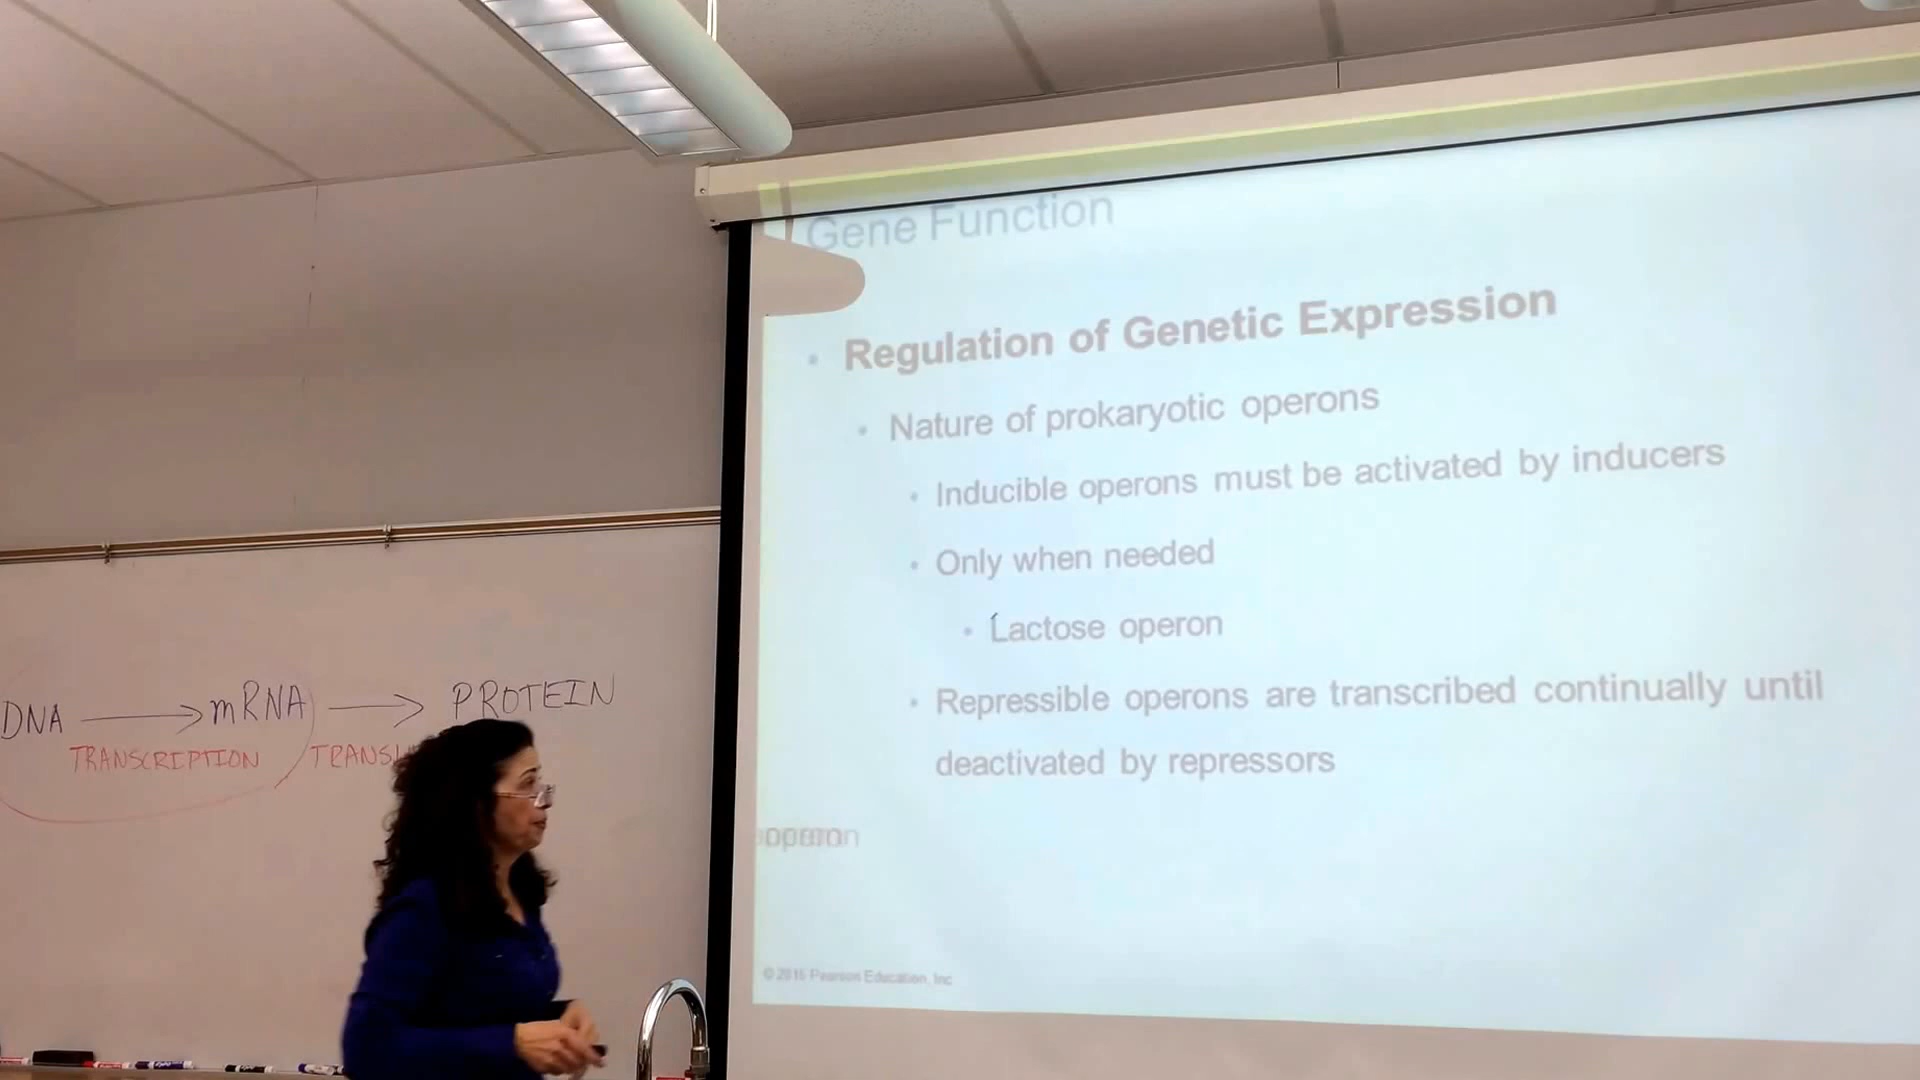 Gene Function
• Regulation of Genetic Expression
• Nature of prokaryotic operons
• Inducible operons must be activated by inducers
• Only when needed
• Lactose operon
• Repressible operons are transcribed continually until
deactivated by repressors
© 2015 Pearson Education, Inc
DNA → mRNA → PROTEIN
TRANSCRIPTION